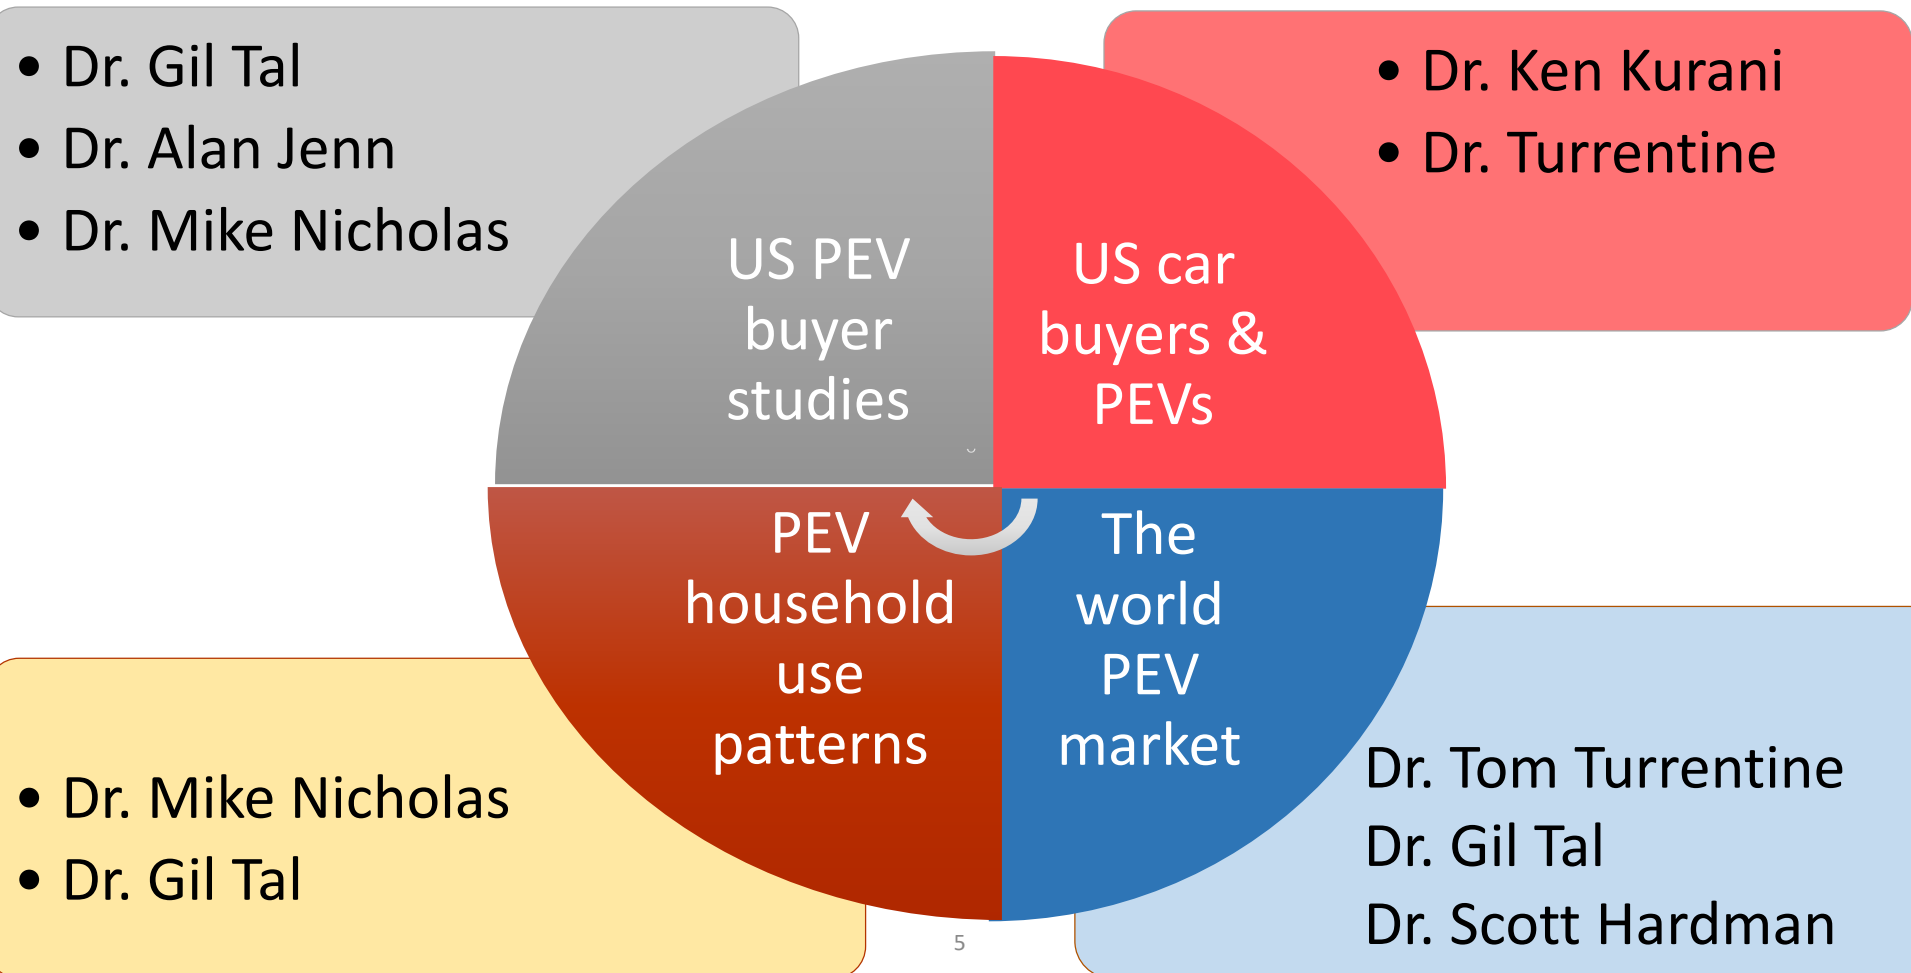 • Dr. Gil Tal
• Dr. Alan Jenn
• Dr. Mike Nicholas
• Dr. Ken Kurani
• Dr. Turrentine
US PEV
buyer
studies
US car
buyers &
PEVs
PEV
household
use
patterns
The
world
PEV
market
• Dr. Mike Nicholas
• Dr. Gil Tal
Dr. Tom Turrentine
Dr. Gil Tal
Dr. Scott Hardman
5